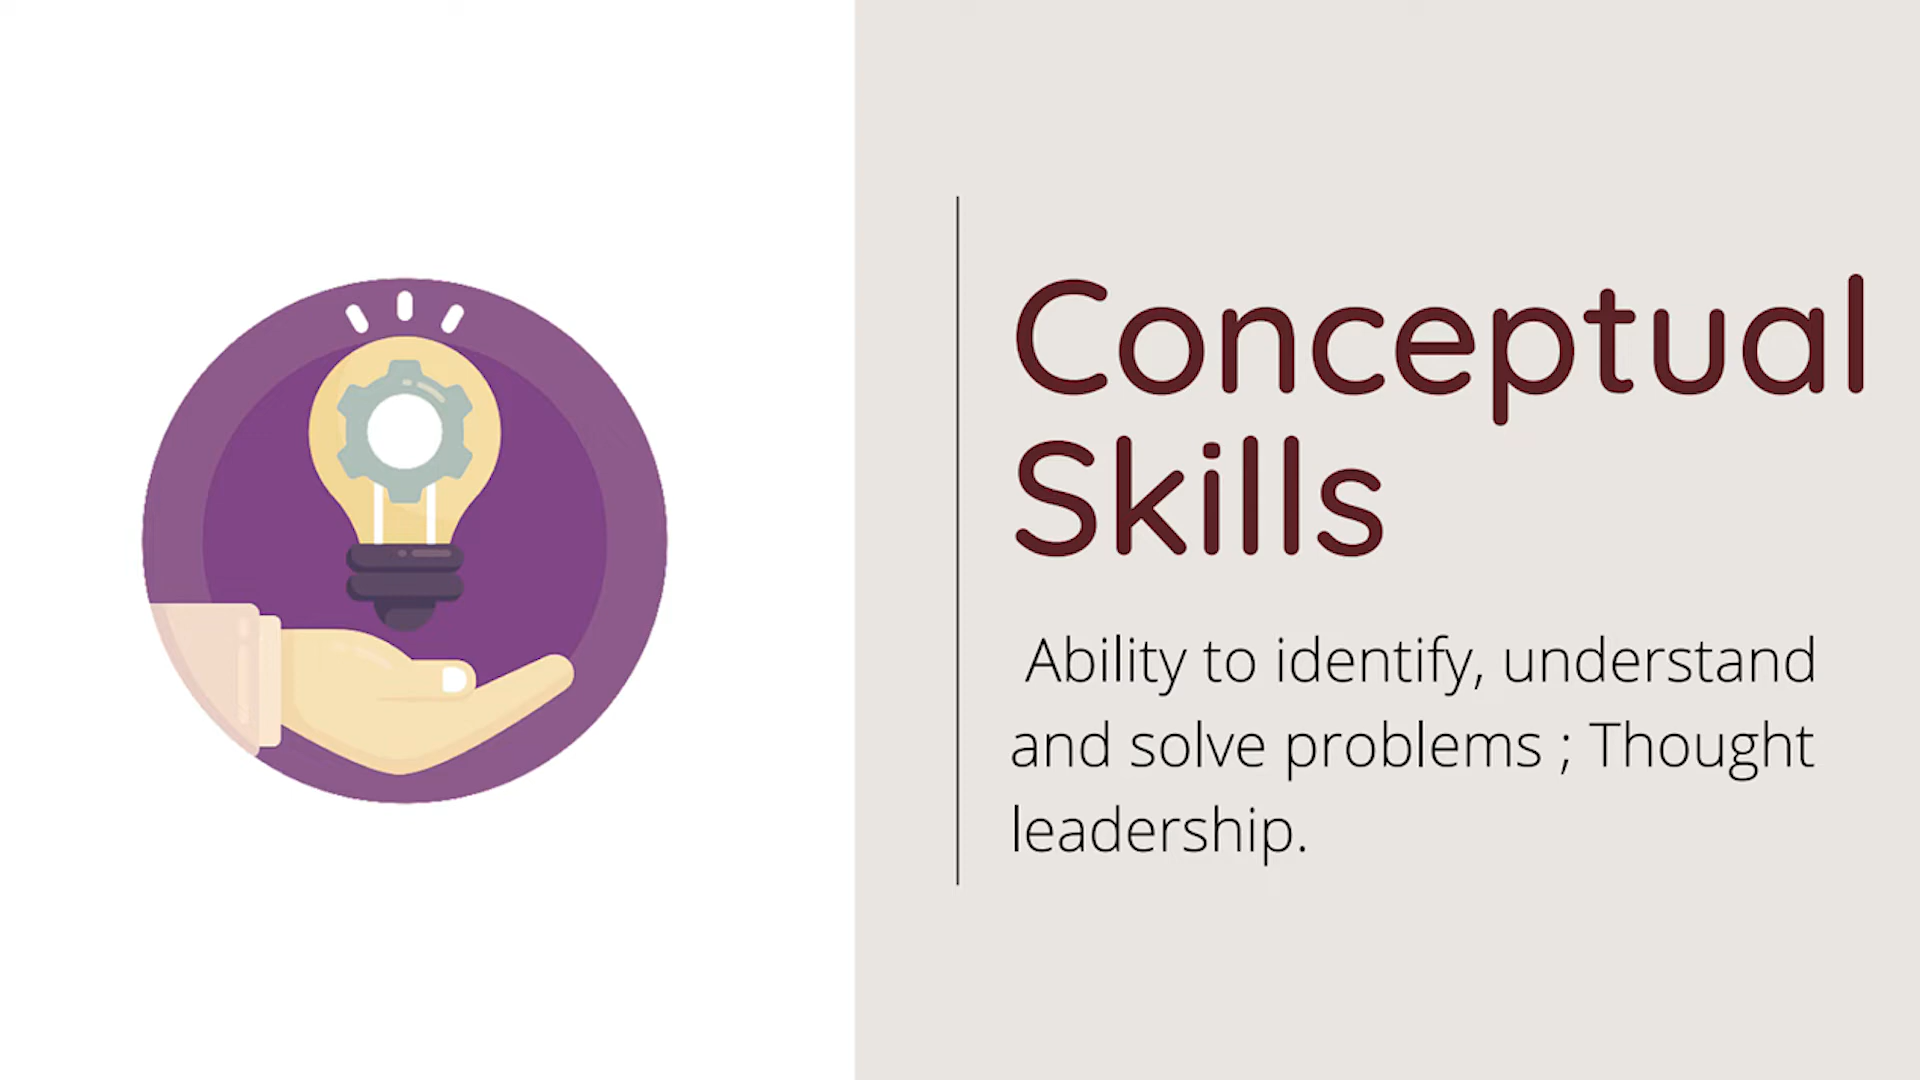 Conceptual
Skills
Ability to identify, understand
and solve problems ; Thought
leadership.